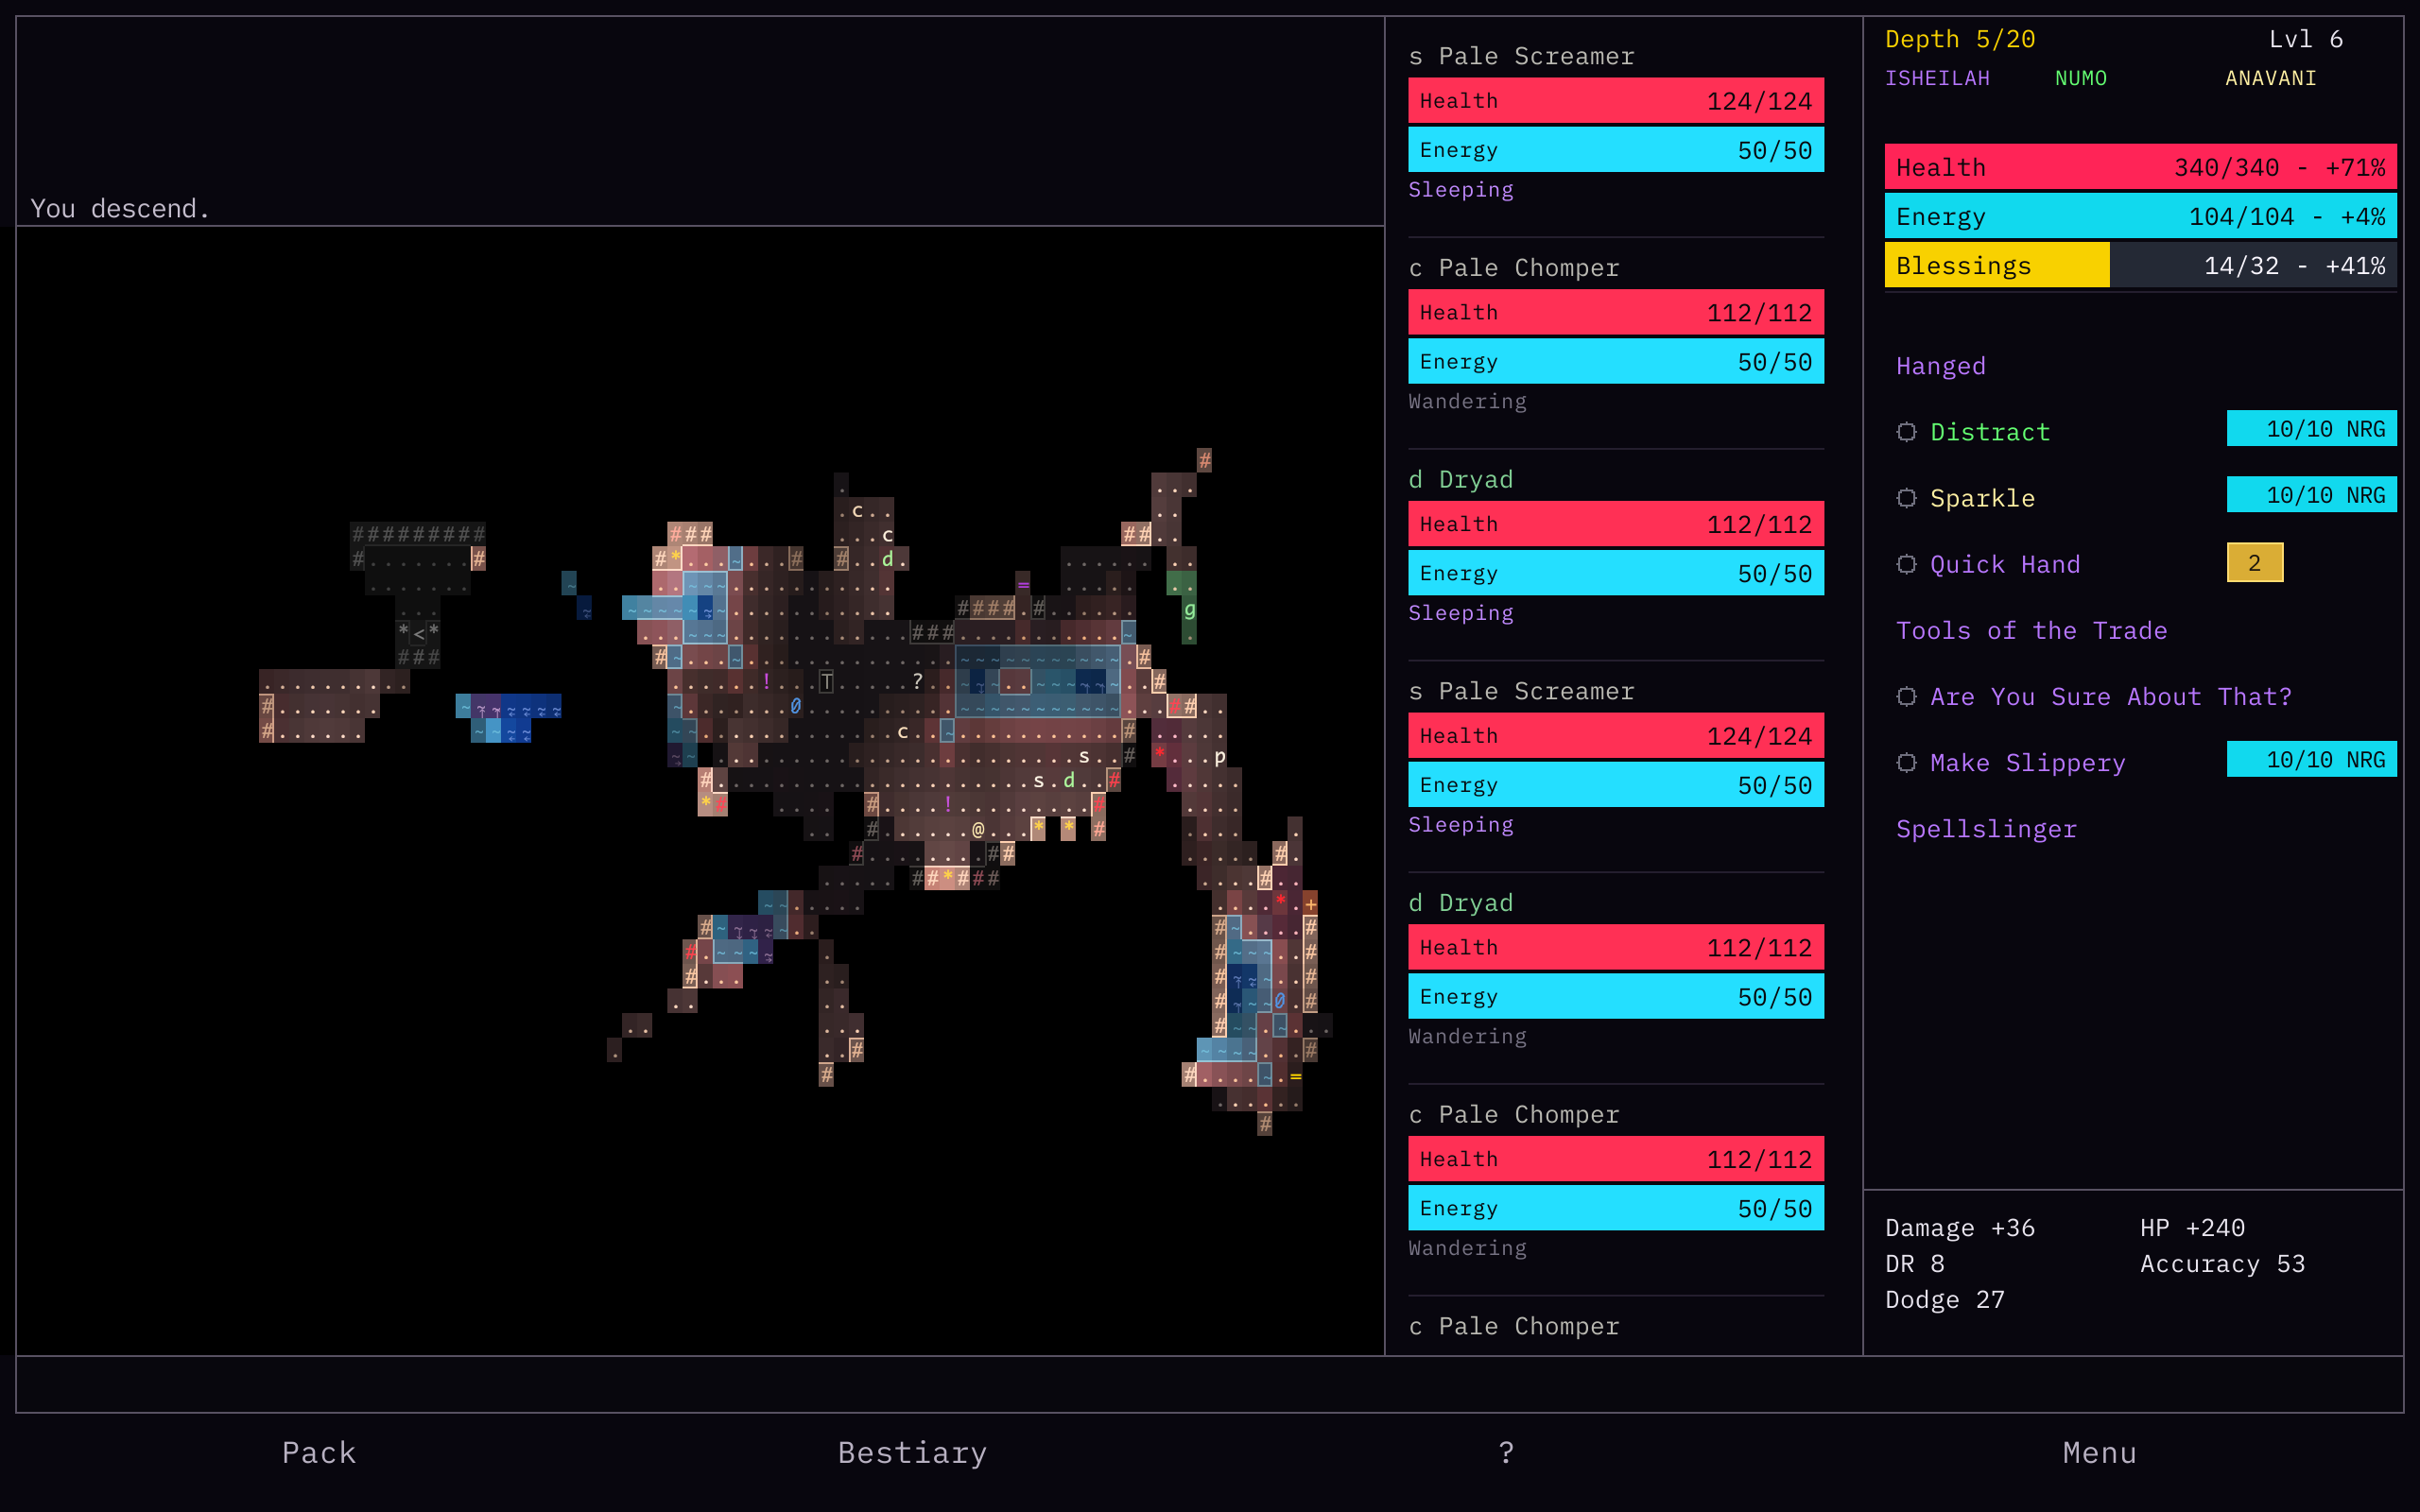 You descend.
s Pale Screamer
Health 124/124
Energy 50/50
Sleeping
c Pale Chomper
Health 112/112
Energy 50/50
Wandering
d Dryad
Health 112/112
Energy 50/50
Sleeping
s Pale Screamer
Health 124/124
Energy 50/50
Sleeping
d Dryad
Health 112/112
Energy 50/50
Wandering
c Pale Chomper
Health 112/112
Energy 50/50
Wandering
c Pale Chomper
Depth 5/20 Lvl 6
ISHEILAH NUMO ANAVANI
Health 340/340 - +71%
Energy 104/104 - +4%
Blessings 14/32 - +41%
Hanged
Distract 10/10 NRG
Sparkle 10/10 NRG
Quick Hand 2
Tools of the Trade
Are You Sure About That?
Make Slippery 10/10 NRG
Spellslinger
Damage +36 HP +240
DR 8 Accuracy 53
Dodge 27
Pack Bestiary ? Menu